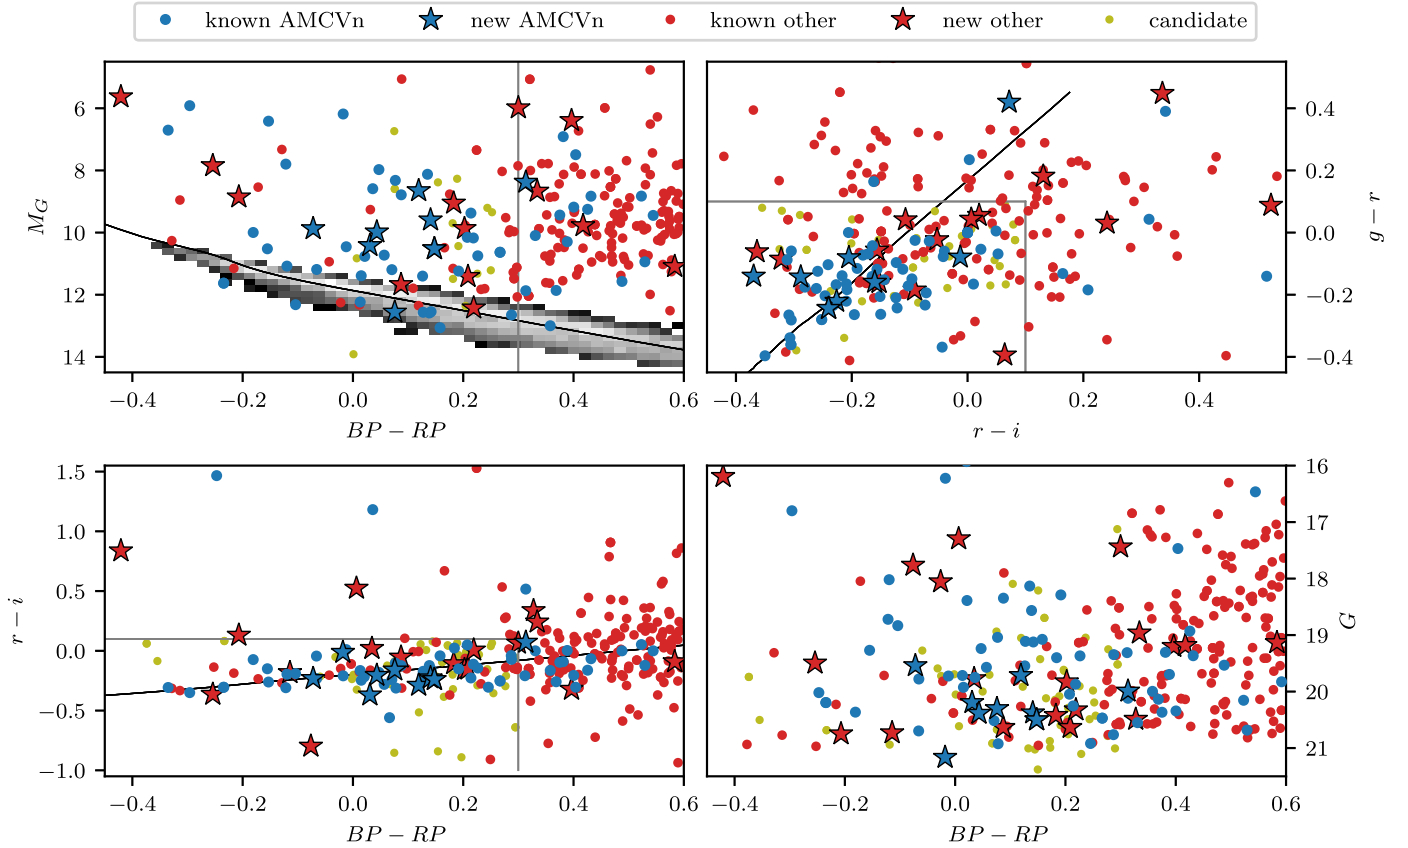 known AMCVn new AMCVn known other new other candidate
6
8
10
12
14
M_G
−0.4 −0.2 0.0 0.2 0.4 0.6
BP − RP
0.4
0.2
0.0
−0.2
−0.4
g − r
−0.4 −0.2 0.0 0.2 0.4
r − i
1.5
1.0
0.5
0.0
−0.5
−1.0
r − i
−0.4 −0.2 0.0 0.2 0.4 0.6
BP − RP
16
17
18
19
20
21
G
−0.4 −0.2 0.0 0.2 0.4 0.6
BP − RP